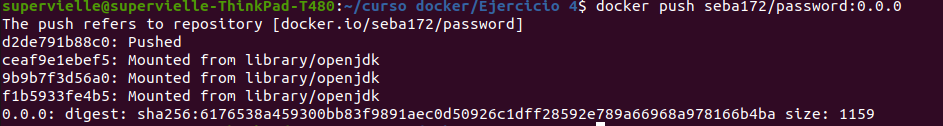 supervielle@supervielle-ThinkPad-T480:~/curso docker/Ejercicio 4$ docker push seba172/password:0.0.0
The push refers to repository [docker.io/seba172/password]
d2de791b88c0: Pushed
ceaf9e1ebef5: Mounted from library/openjdk
9b9b7f3d56a0: Mounted from library/openjdk
f1b5933fe4b5: Mounted from library/openjdk
0.0.0: digest: sha256:6176538a459300bb83f9891aec0d50926c1dff28592e789a66968a978166b4ba size: 1159